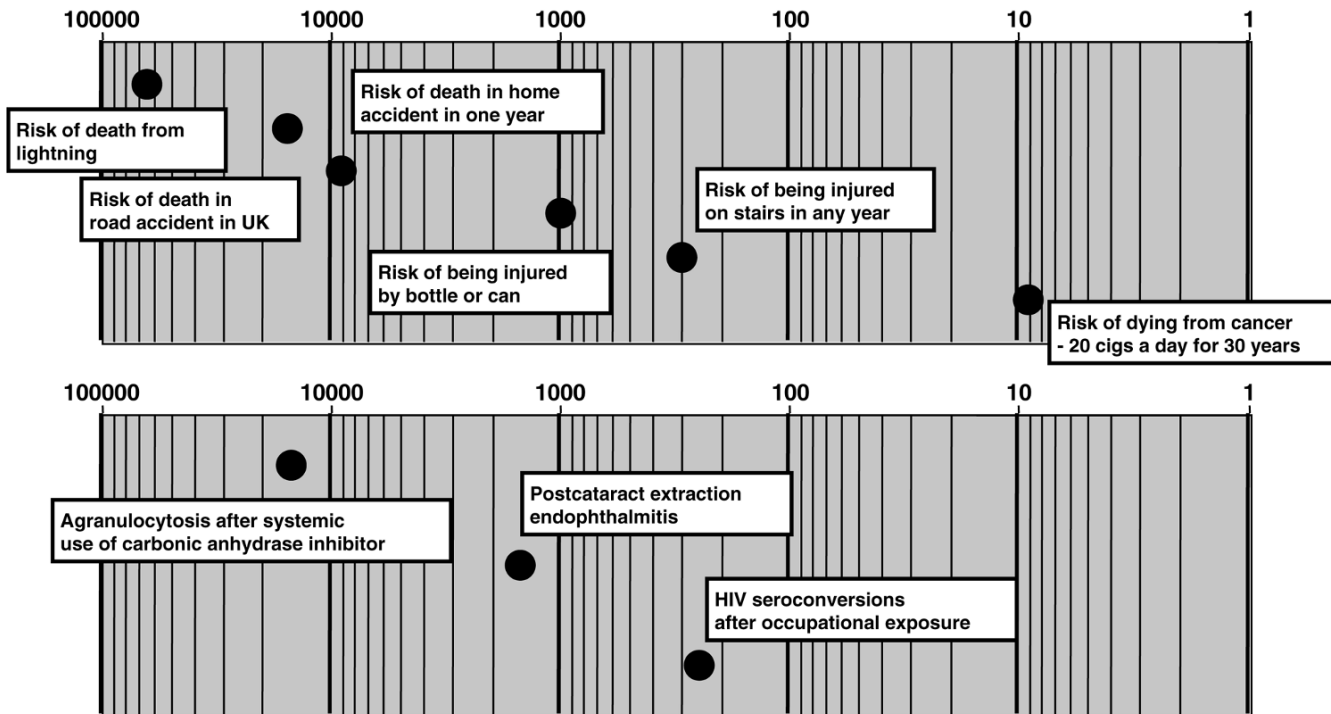 100000 10000 1000 100 10 1
Risk of death in home
accident in one year
Risk of death from
lightning
Risk of death in
road accident in UK
Risk of being injured
on stairs in any year
Risk of being injured
by bottle or can
Risk of dying from cancer
- 20 cigs a day for 30 years
100000 10000 1000 100 10 1
Postcataract extraction
endophthalmitis
Agranulocytosis after systemic
use of carbonic anhydrase inhibitor
HIV seroconversions
after occupational exposure